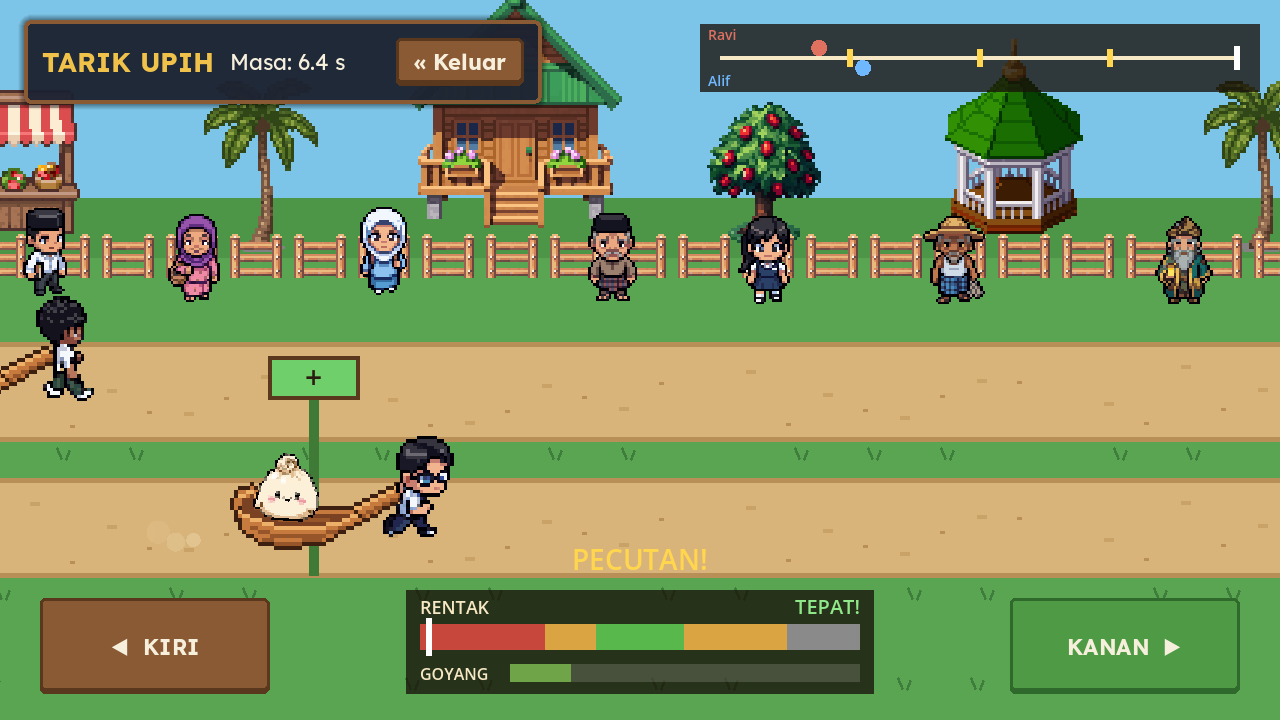 TARIK UPIH
Masa: 6.4 s
« Keluar
Ravi
Alif
+
PECUTAN!
◀ KIRI
RENTAK
TEPAT!
GOYANG
KANAN ▶